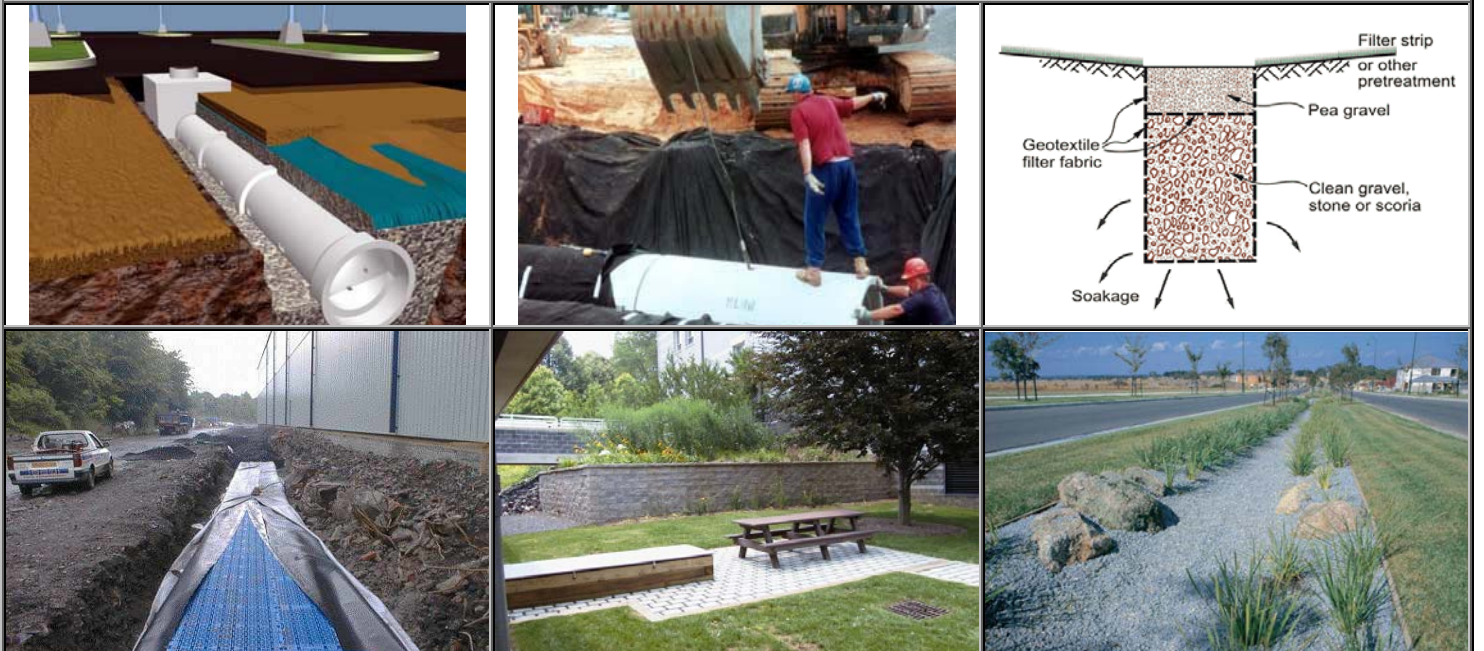 Filter strip
or other
pretreatment
Pea gravel
Geotextile
filter fabric
Clean gravel,
stone or scoria
Soakage